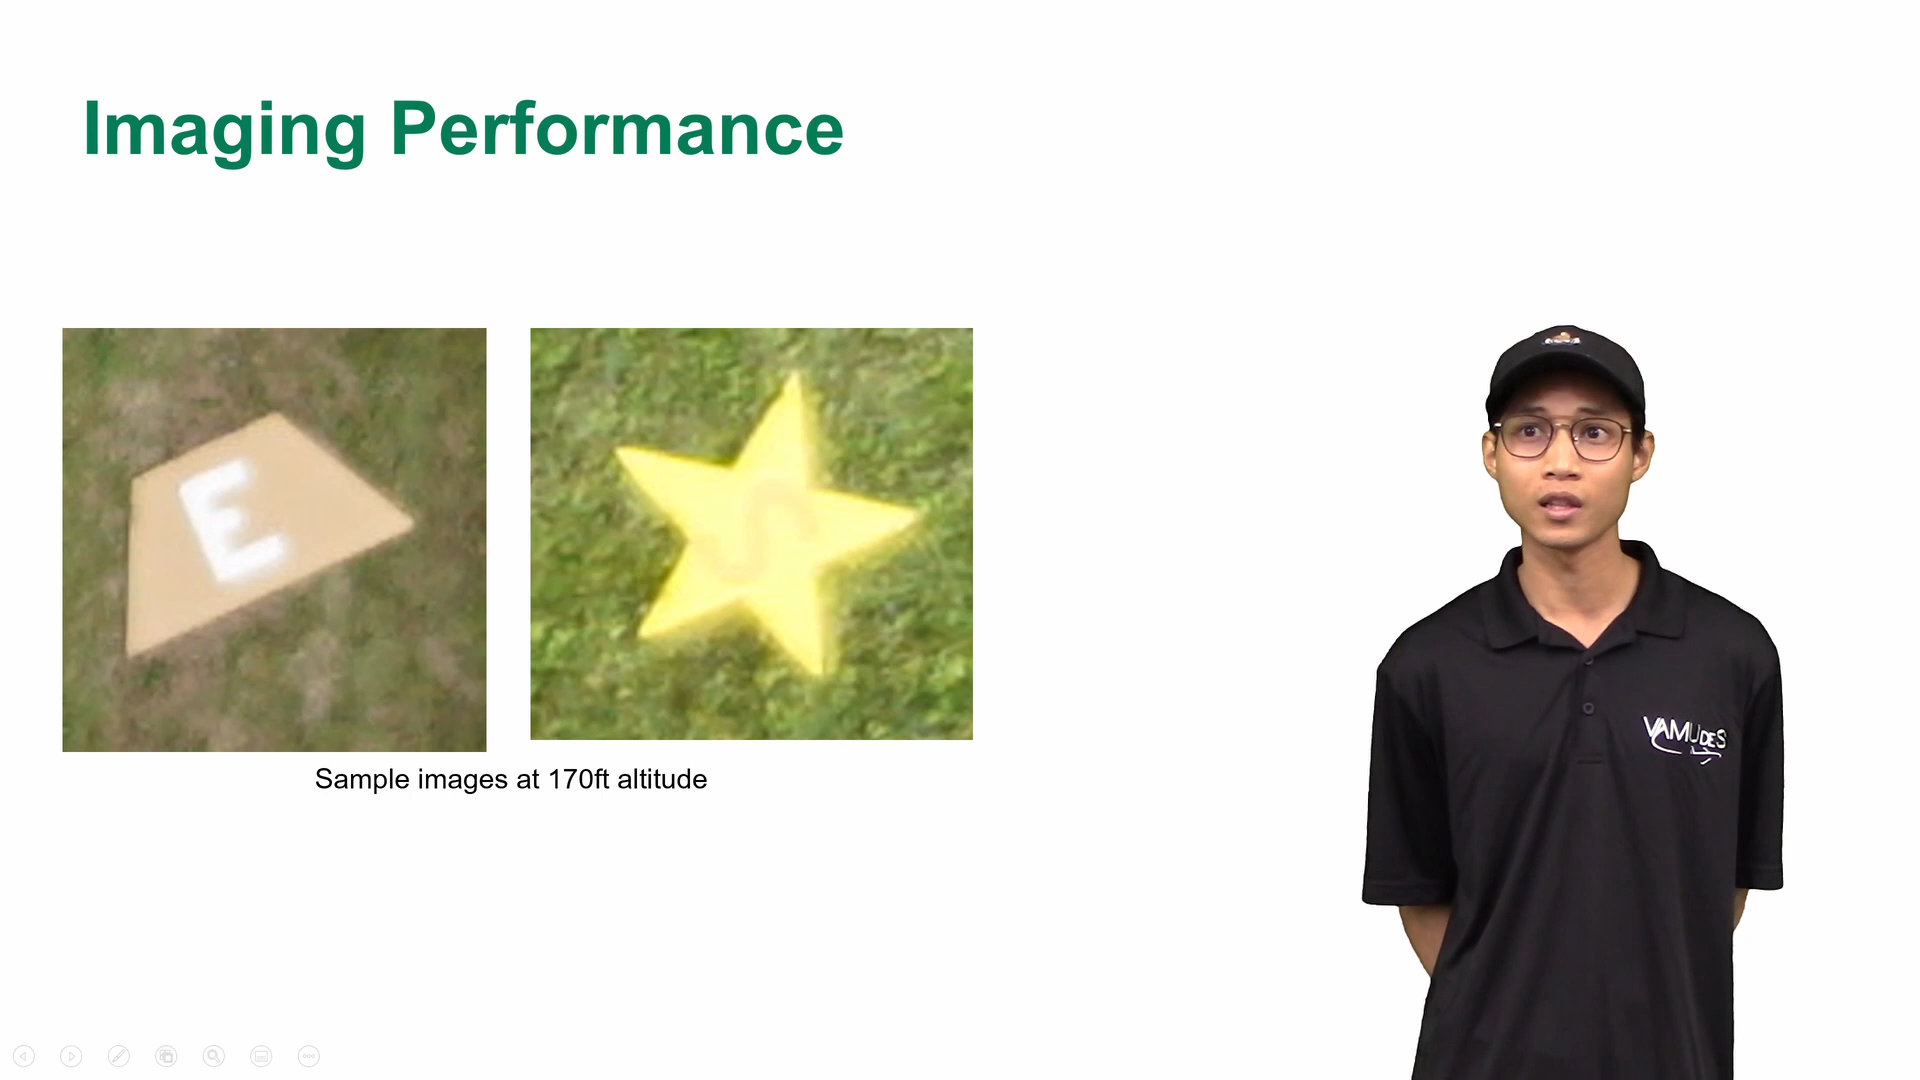 Imaging Performance
E
S
Sample images at 170ft altitude
VAMUDES